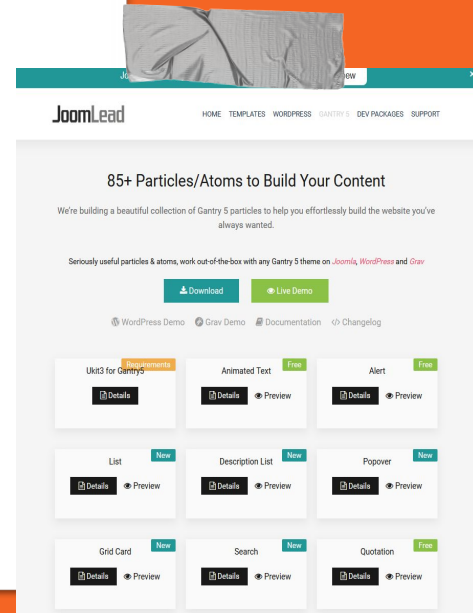 Jo
ew
×
JoomLead
HOME TEMPLATES WORDPRESS GANTRY 5 DEV PACKAGES SUPPORT
85+ Particles/Atoms to Build Your Content
We're building a beautiful collection of Gantry 5 particles to help you effortlessly build the website you've
always wanted.
Seriously useful particles & atoms, work out-of-the-box with any Gantry 5 theme on Joomla, WordPress and Grav
Download Live Demo
WordPress Demo Grav Demo Documentation </> Changelog
Requirements Free Free
Ukit3 for Gantry5 Animated Text Alert
Details Details Preview Details Preview
New New New
List Description List Popover
Details Preview Details Preview Details Preview
New New Free
Grid Card Search Quotation
Details Preview Details Preview Details Preview